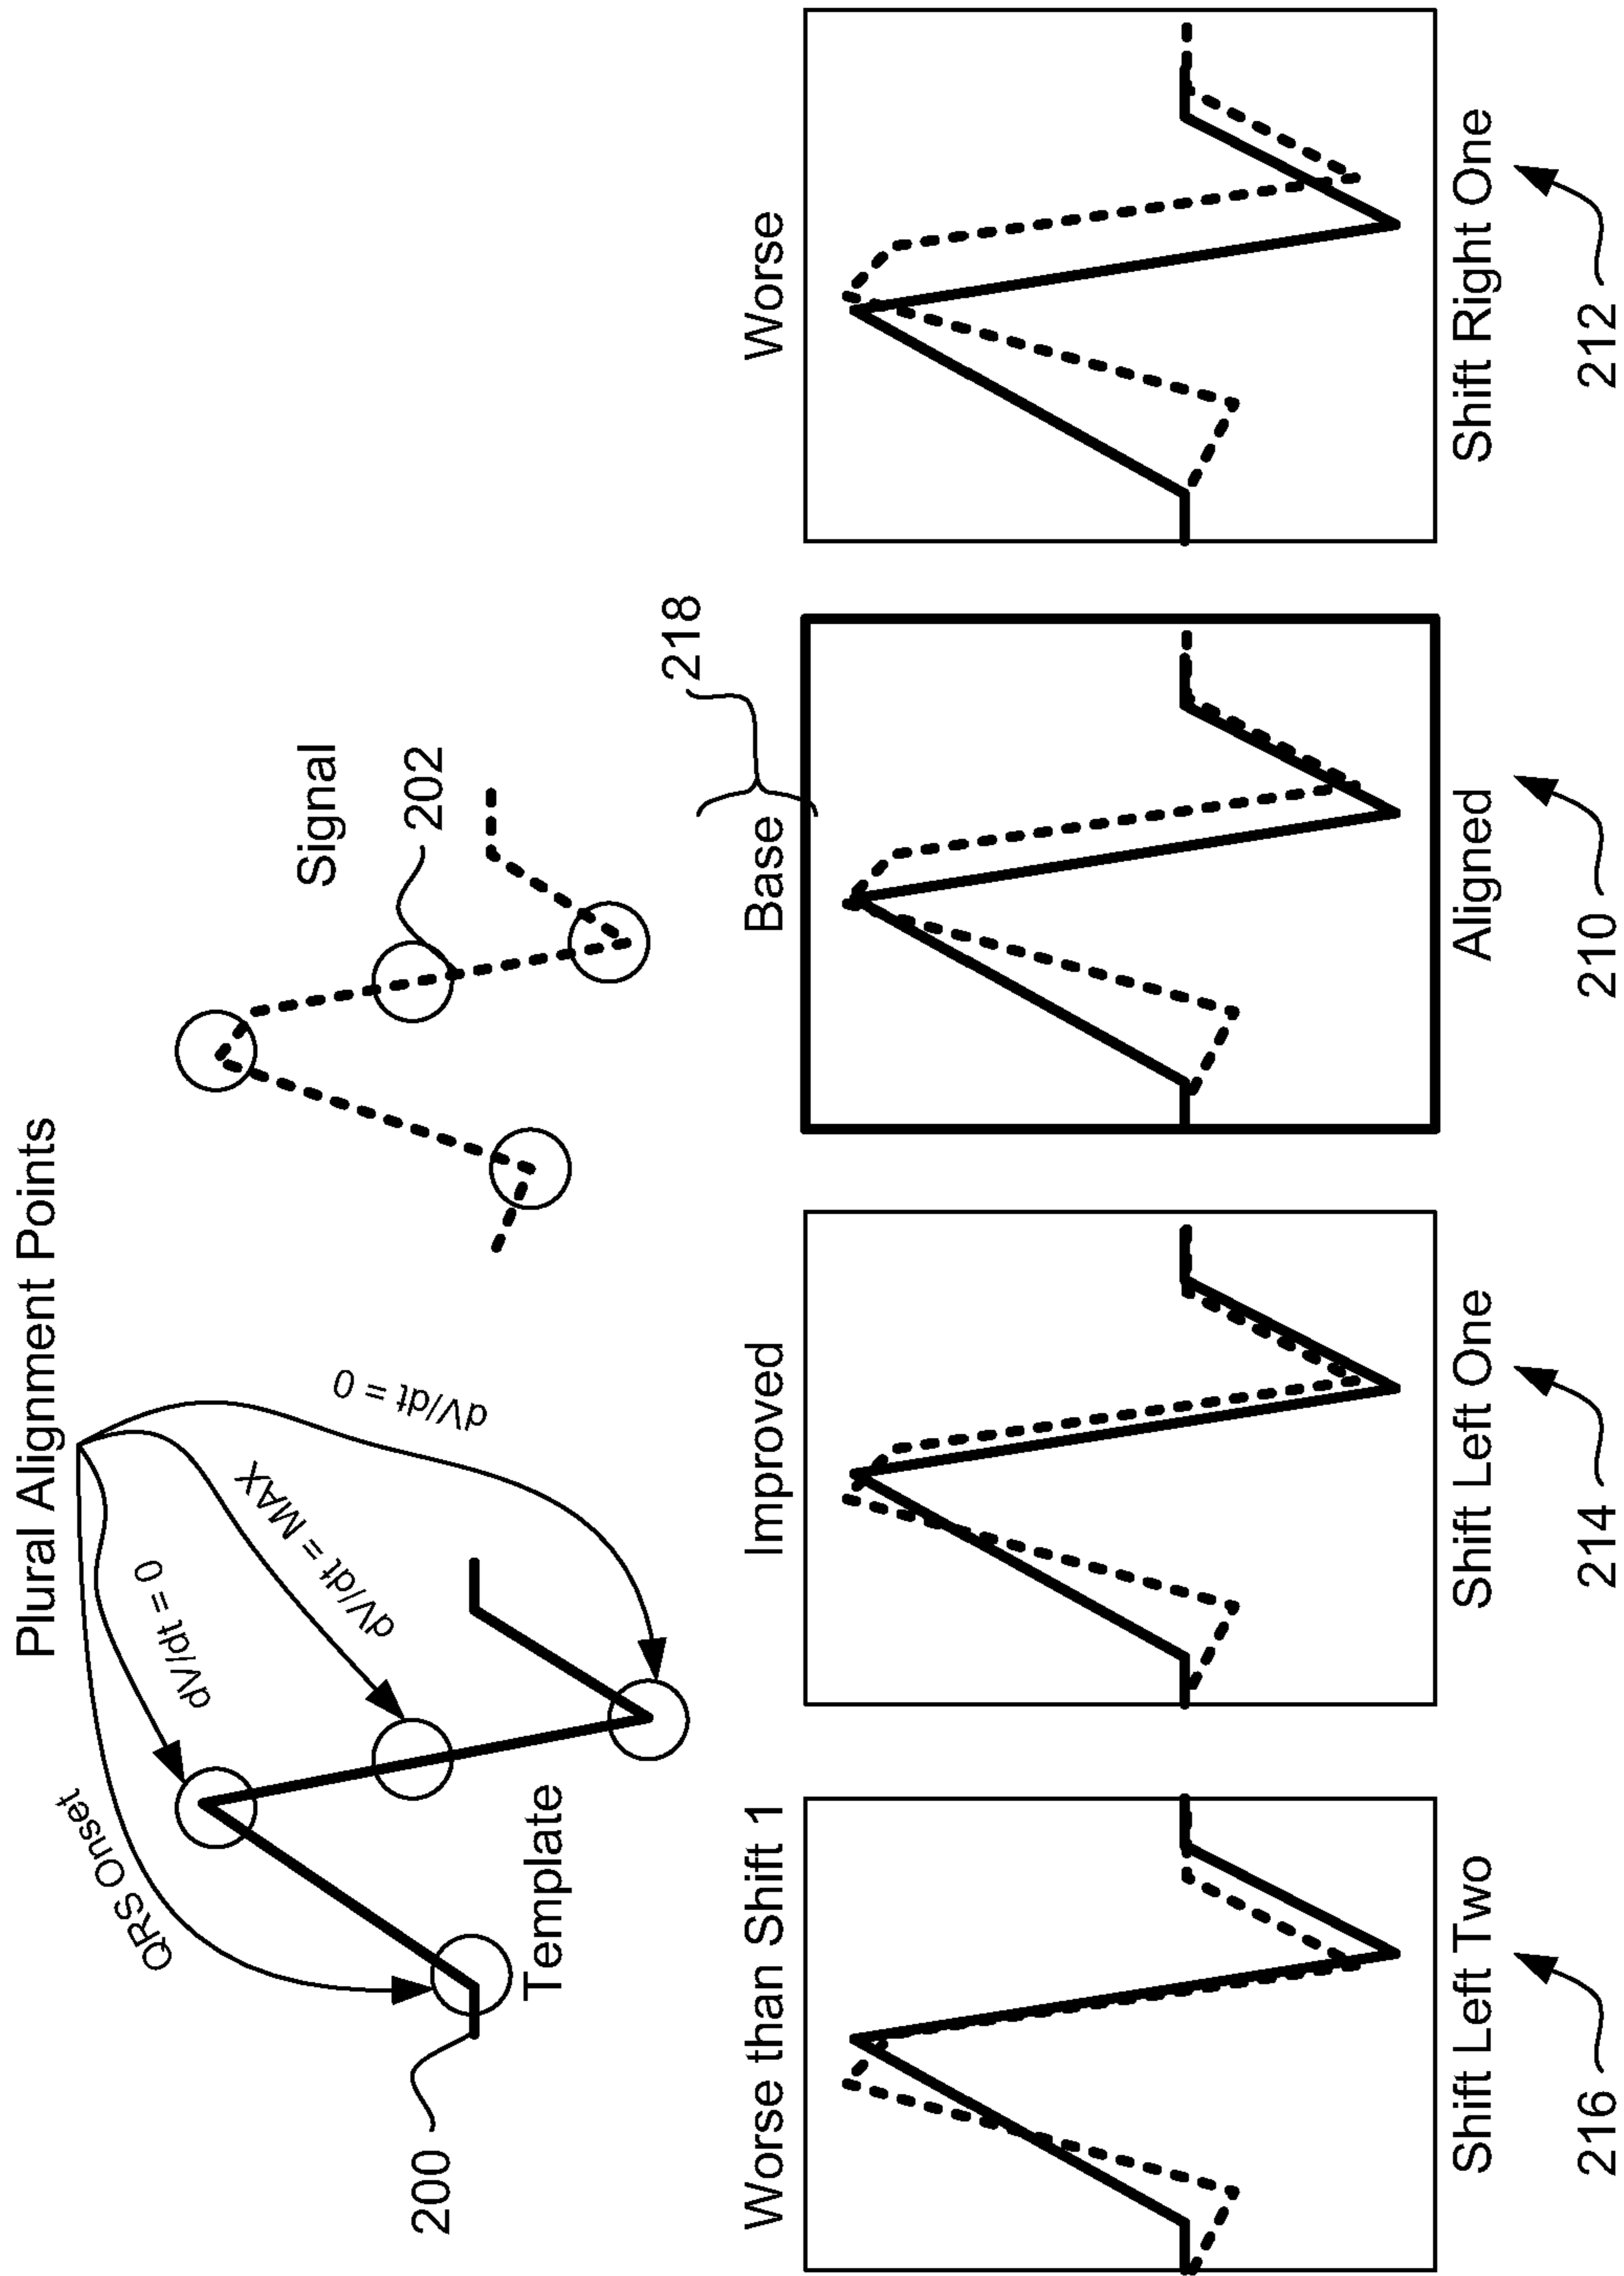 Plural Alignment Points
QRS Onset
dV/dt = 0
dV/dt = MAX
dV/dt = 0
Signal
202
200
Template
218
Worse than Shift 1
Improved
Base
Worse
Shift Left Two
Shift Left One
Aligned
Shift Right One
216
214
210
212